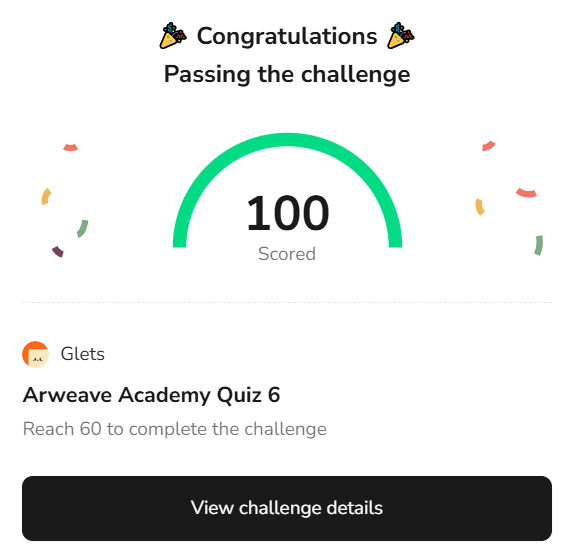 Congratulations
Passing the challenge
100
Scored
Glets
Arweave Academy Quiz 6
Reach 60 to complete the challenge
View challenge details